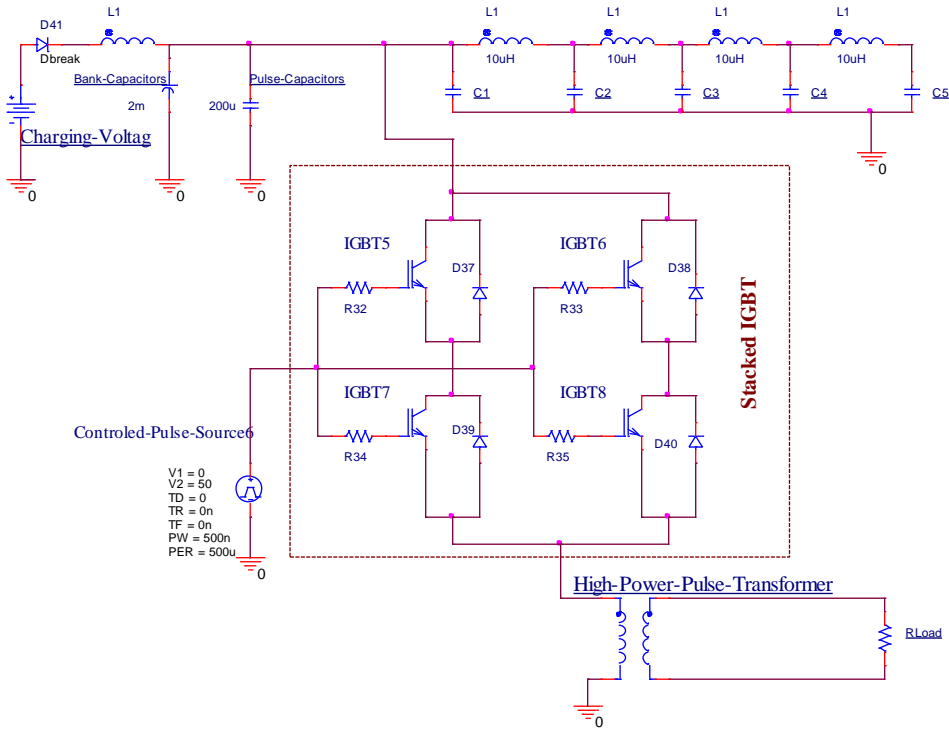 L1
L1
L1
L1
L1
D41
Dbreak
10uH
10uH
10uH
10uH
Bank-Capacitors
Pulse-Capacitors
C1
C2
C3
C4
C5
2m
200u
Charging-Voltag
0
0
0
0
IGBT5
IGBT6
D37
D38
R32
R33
Stacked IGBT
IGBT7
IGBT8
D39
D40
R34
R35
Controled-Pulse-Source6
V1 = 0
V2 = 50
TD = 0
TR = 0n
TF = 0n
PW = 500n
PER = 500u
0
High-Power-Pulse-Transformer
RLoad
0